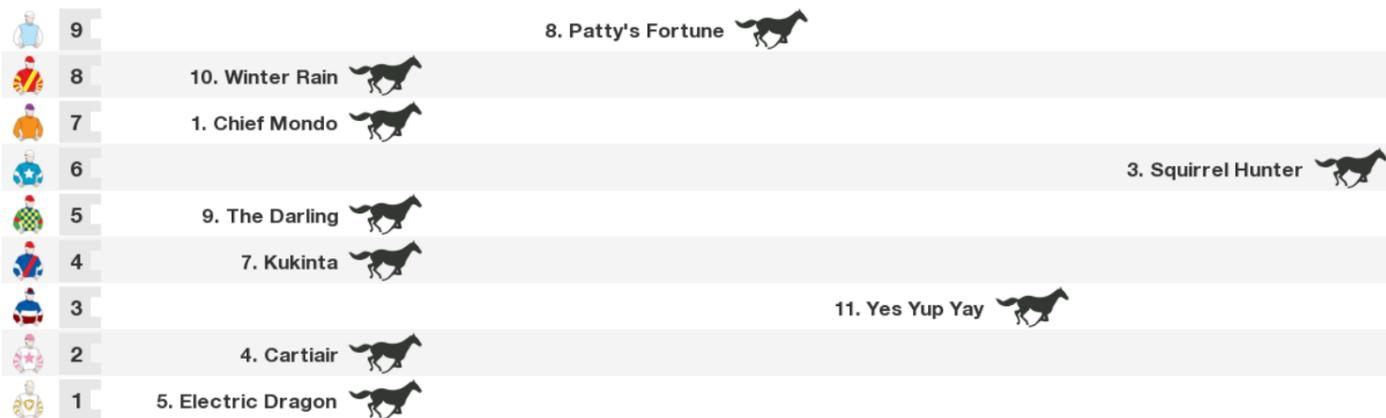 9 8. Patty's Fortune
8 10. Winter Rain
7 1. Chief Mondo
6 3. Squirrel Hunter
5 9. The Darling
4 7. Kukinta
3 11. Yes Yup Yay
2 4. Cartiair
1 5. Electric Dragon